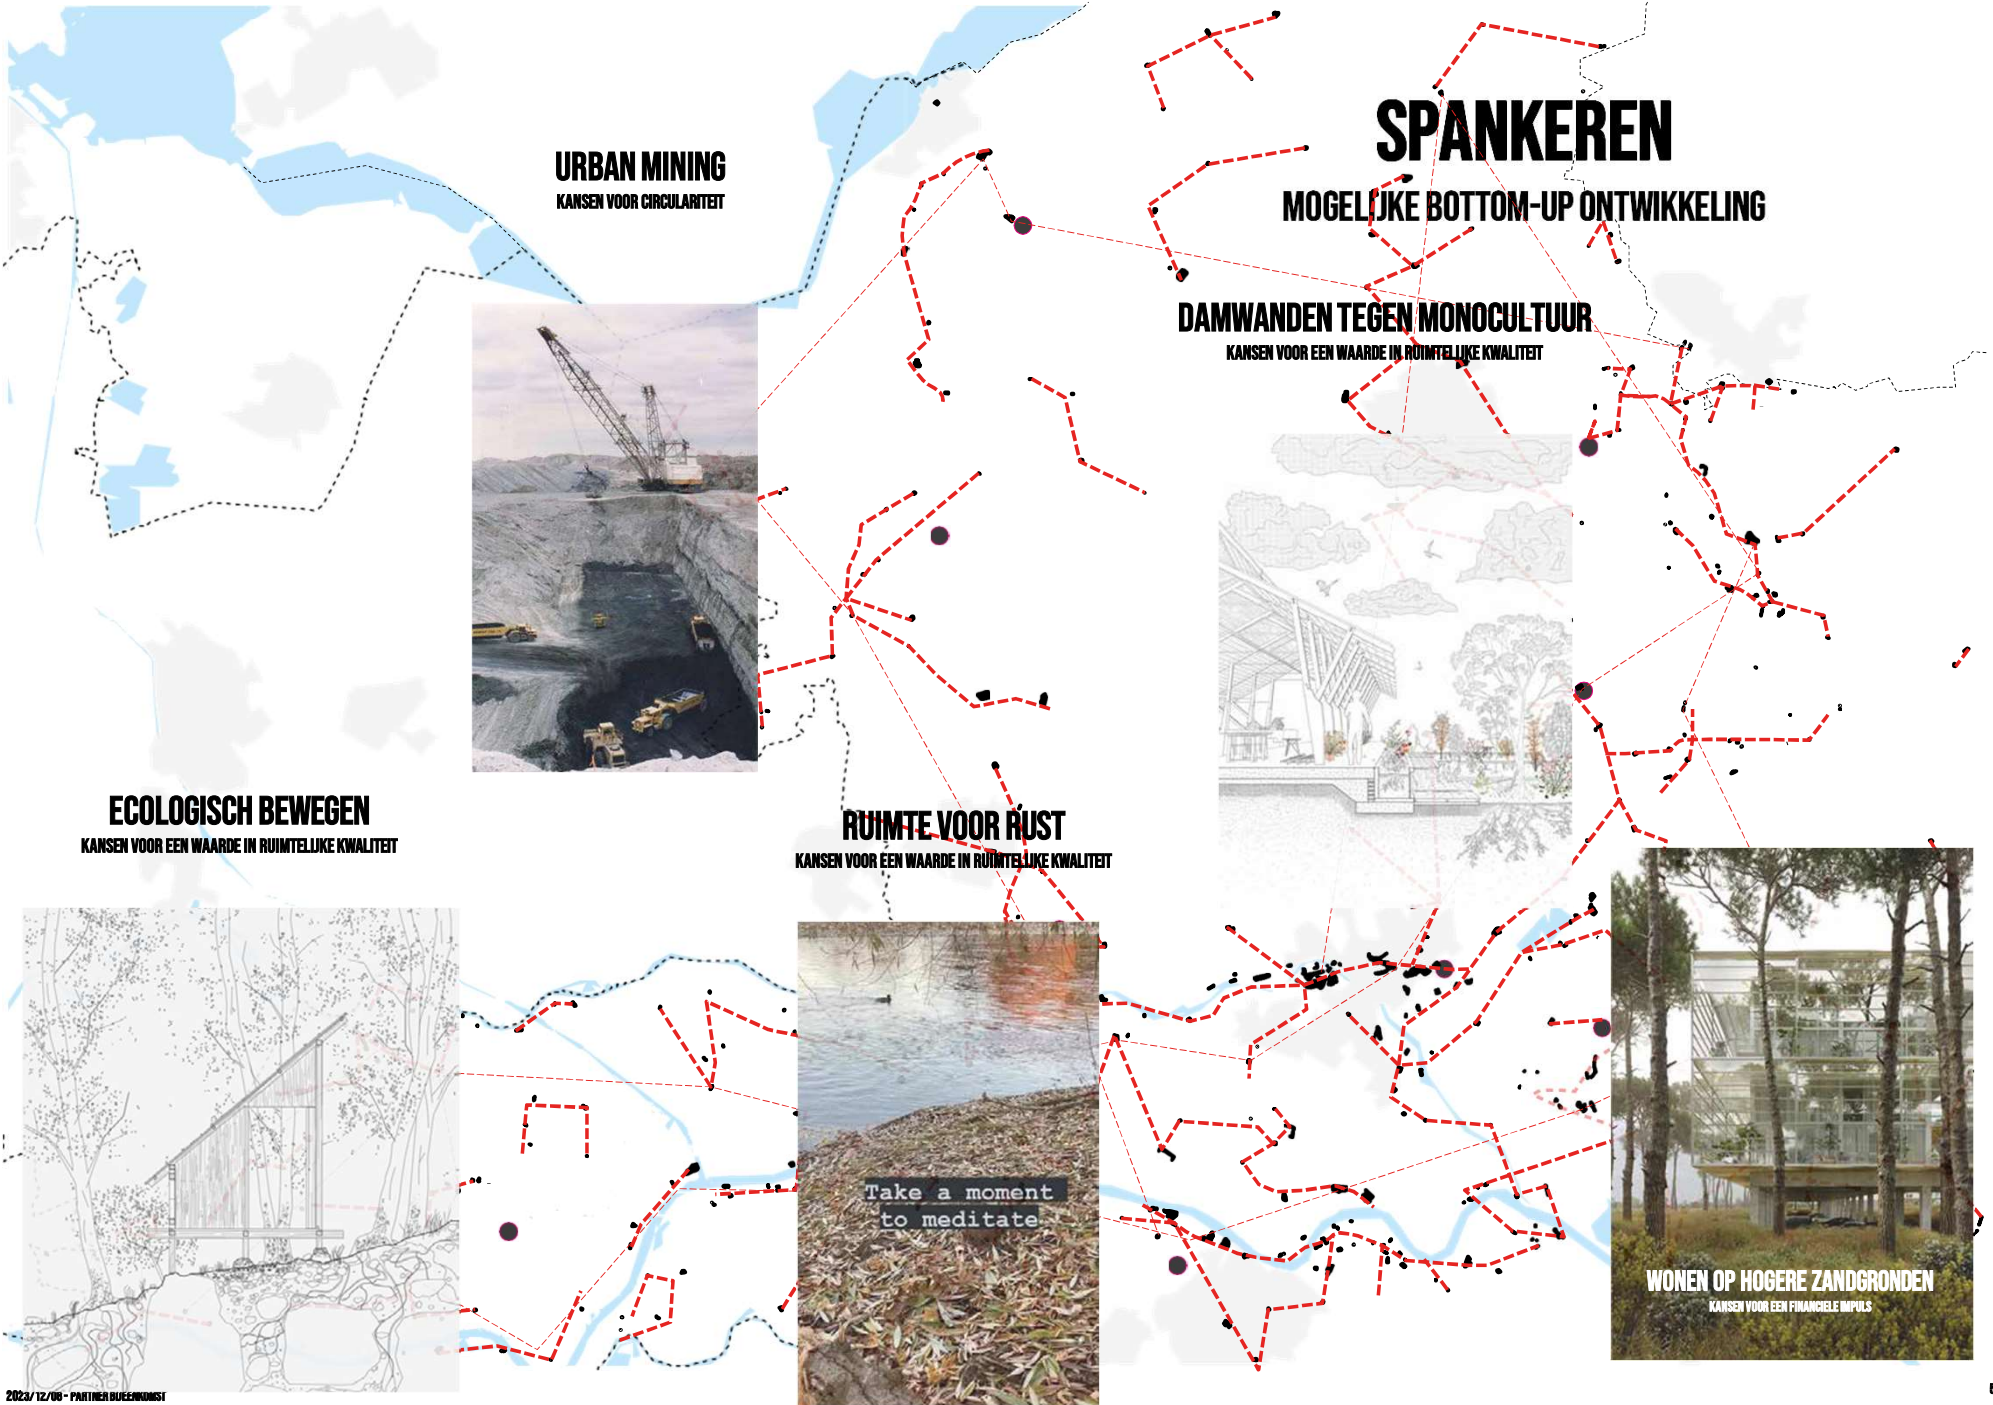 SPANKEREN
MOGELIJKE BOTTOM-UP ONTWIKKELING
URBAN MINING
KANSEN VOOR CIRCULARITEIT
DAMWANDEN TEGEN MONOCULTUUR
KANSEN VOOR EEN WAARDE IN RUIMTELIJKE KWALITEIT
ECOLOGISCH BEWEGEN
KANSEN VOOR EEN WAARDE IN RUIMTELIJKE KWALITEIT
RUIMTE VOOR RUST
KANSEN VOOR EEN WAARDE IN RUIMTELIJKE KWALITEIT
Take a moment
to meditate
WONEN OP HOGERE ZANDGRONDEN
KANSEN VOOR EEN FINANCIELE IMPULS
2023/12/08 - PARTNERBIJEENKOMST